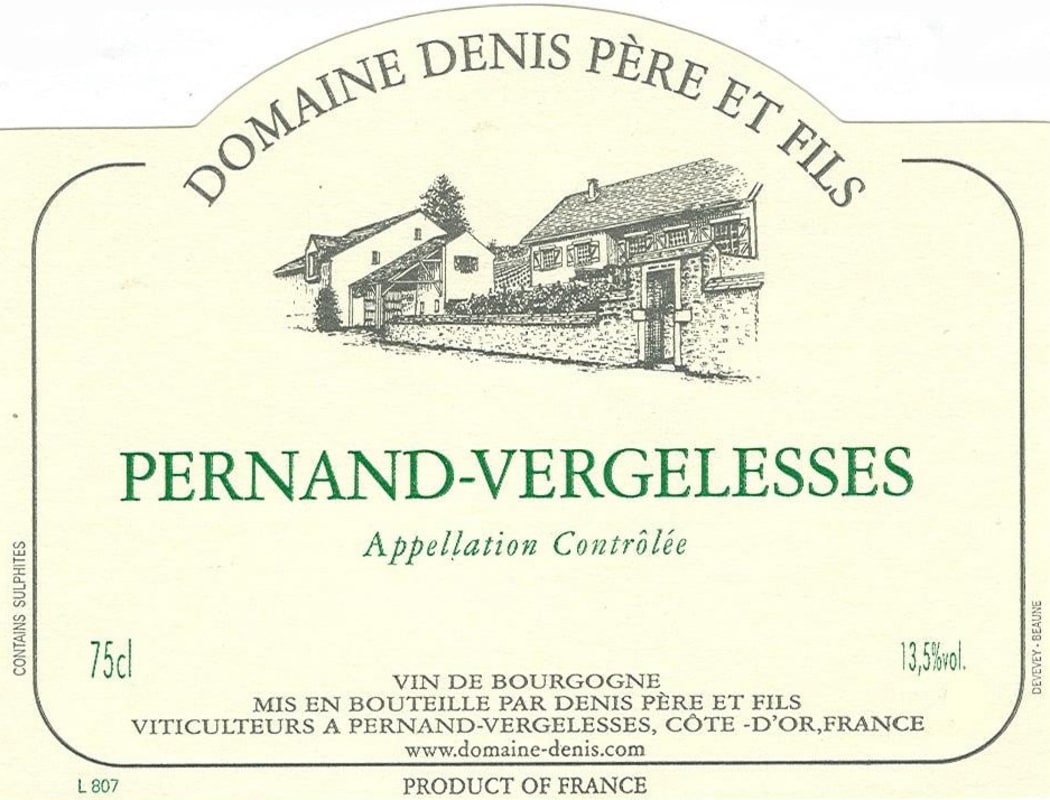 DOMAINE DENIS PÈRE ET FILS
PERNAND-VERGELESSES
Appellation Contrôlée
CONTAINS SULPHITES
75cl
13,5%vol.
DEVEVEY - BEAUNE
VIN DE BOURGOGNE
MIS EN BOUTEILLE PAR DENIS PÈRE ET FILS
VITICULTEURS A PERNAND-VERGELESSES, CÔTE -D'OR,FRANCE
www.domaine-denis.com
L 807
PRODUCT OF FRANCE